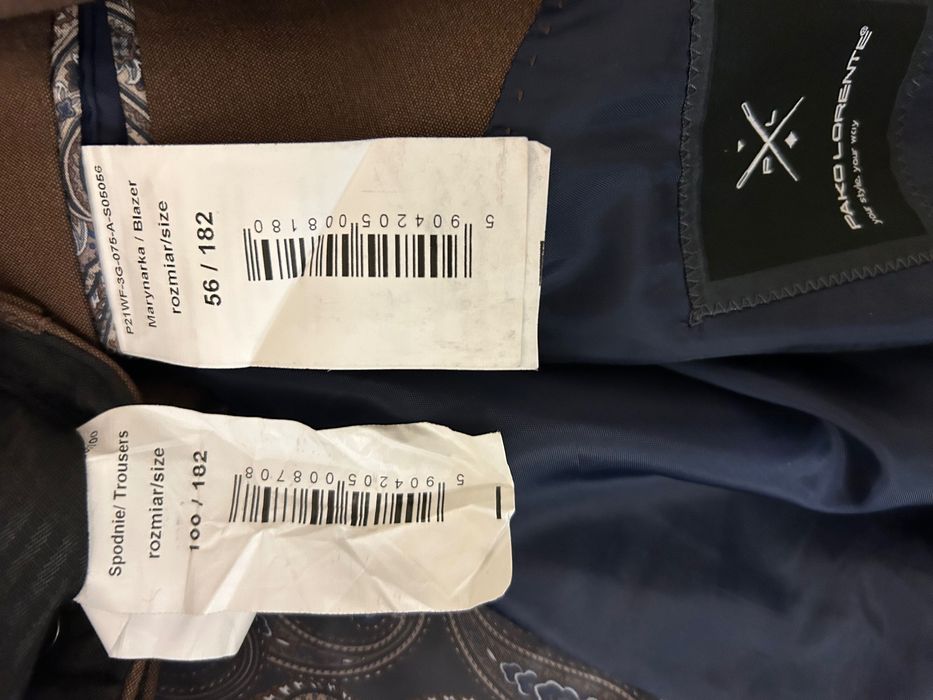 P21WF-3G-075-A-S05056
Marynarka / Blazer
rozmiar/size
56 / 182
5 904205 008180
Spodnie/ Trousers
rozmiar/size
100 / 182
5 904205 008708
P L
PAKO LORENTE®
your style. your way